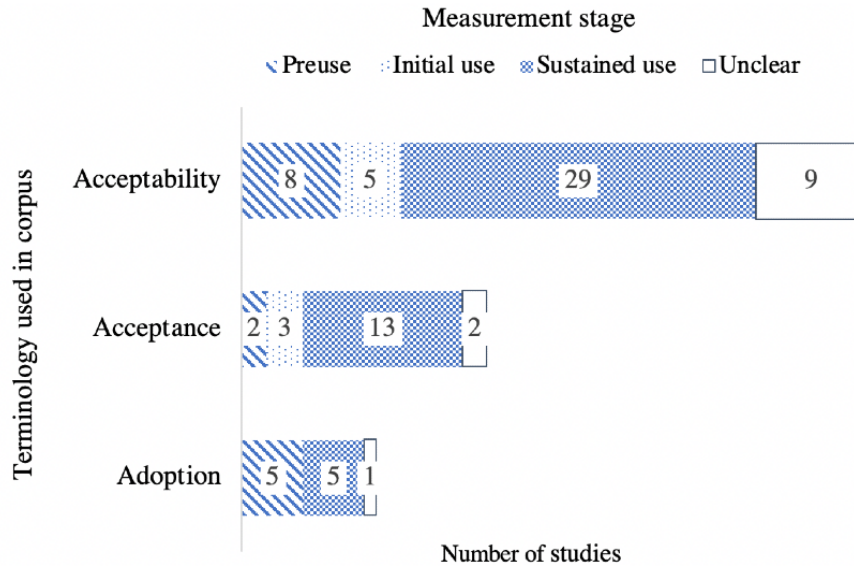 Measurement stage
Preuse Initial use Sustained use Unclear
Terminology used in corpus
Acceptability 8 5 29 9
Acceptance 2 3 13 2
Adoption 5 5 1
Number of studies